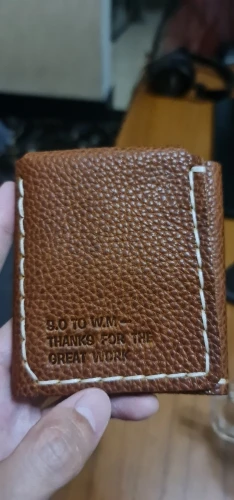 S.O TO W.M—
THANKS FOR THE
GREAT WORK